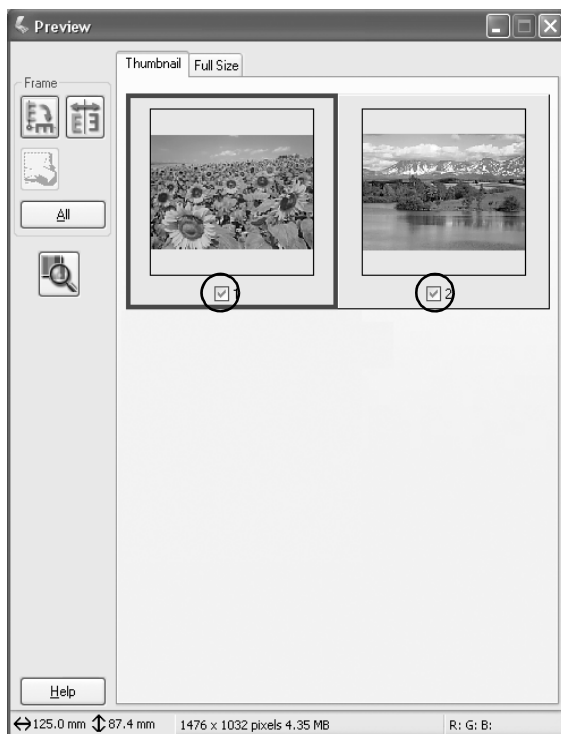 Preview
Thumbnail Full Size
Frame
All
1 2
Help
125.0 mm 87.4 mm 1476 x 1032 pixels 4.35 MB R: G: B: